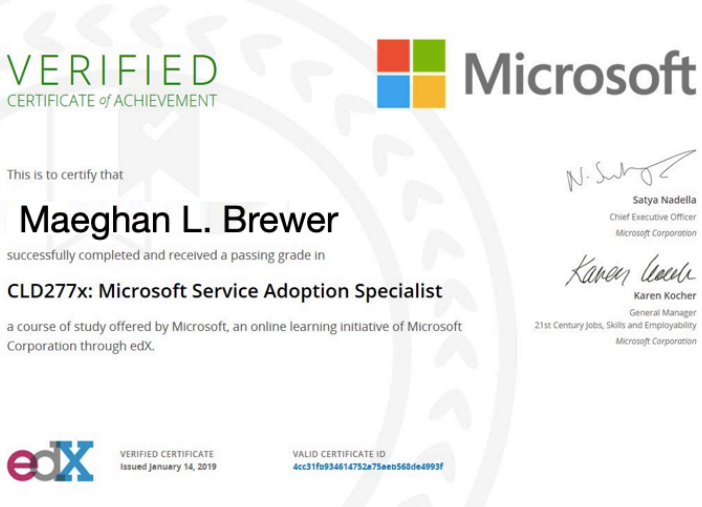 VERIFIED
CERTIFICATE of ACHIEVEMENT
Microsoft
This is to certify that
Maeghan L. Brewer
successfully completed and received a passing grade in
CLD277x: Microsoft Service Adoption Specialist
a course of study offered by Microsoft, an online learning initiative of Microsoft
Corporation through edX.
Satya Nadella
Chief Executive Officer
Microsoft Corporation
Karen Kocher
General Manager
21st Century Jobs, Skills and Employability
Microsoft Corporation
edX
VERIFIED CERTIFICATE
Issued January 14, 2019
VALID CERTIFICATE ID
4cc31fb934614752a75aeb568de4993f